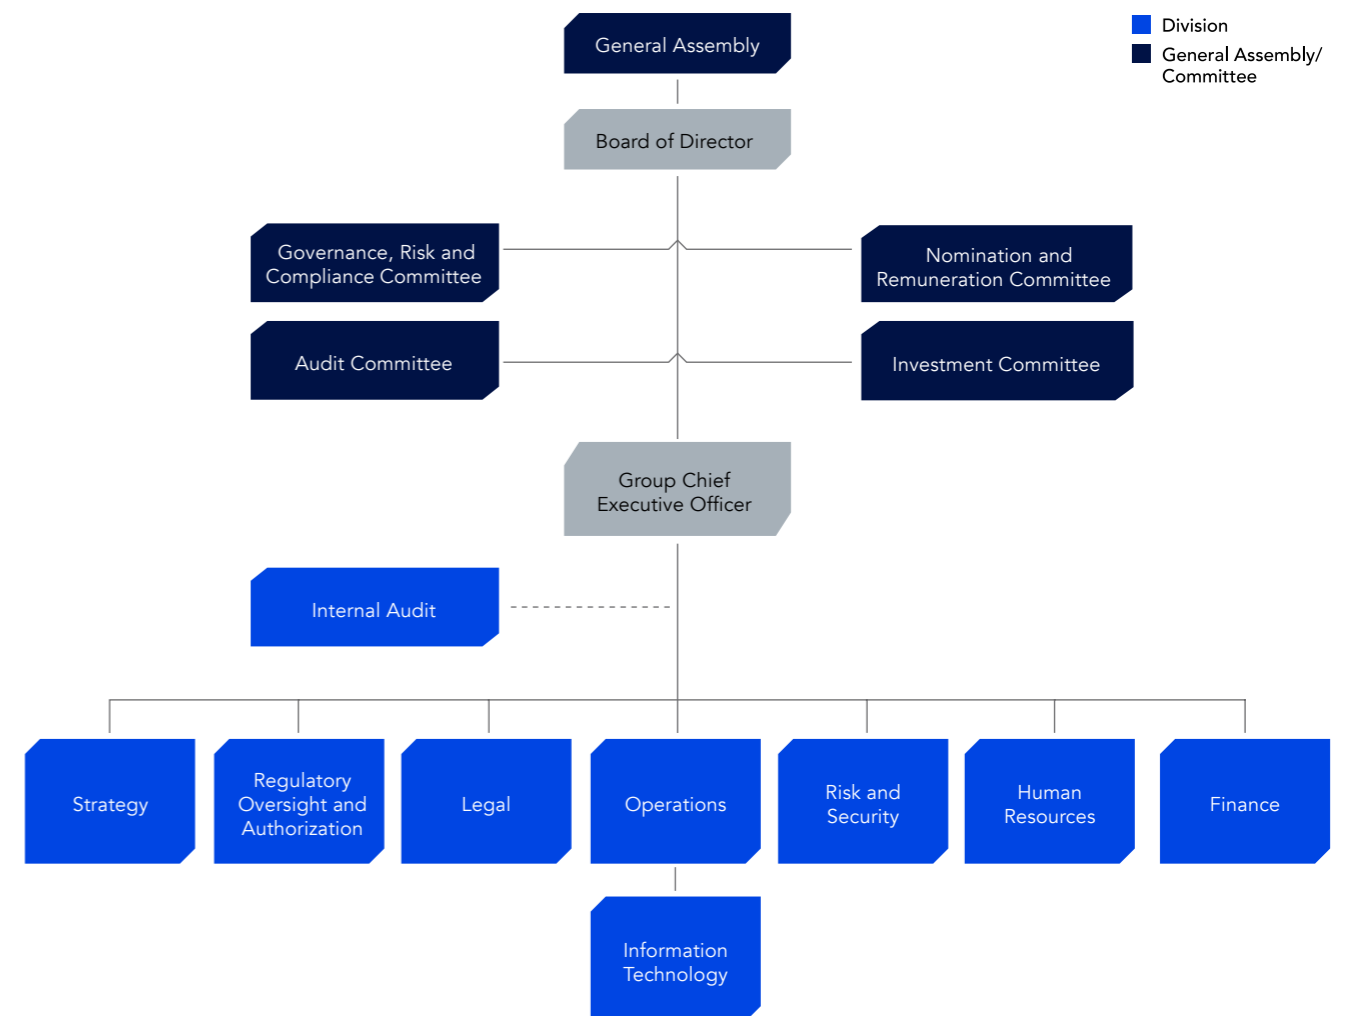 General Assembly
Division
General Assembly/
Committee
Board of Director
Governance, Risk and
Compliance Committee
Nomination and
Remuneration Committee
Audit Committee
Investment Committee
Group Chief
Executive Officer
Internal Audit
Strategy
Regulatory
Oversight and
Authorization
Legal
Operations
Risk and
Security
Human
Resources
Finance
Information
Technology